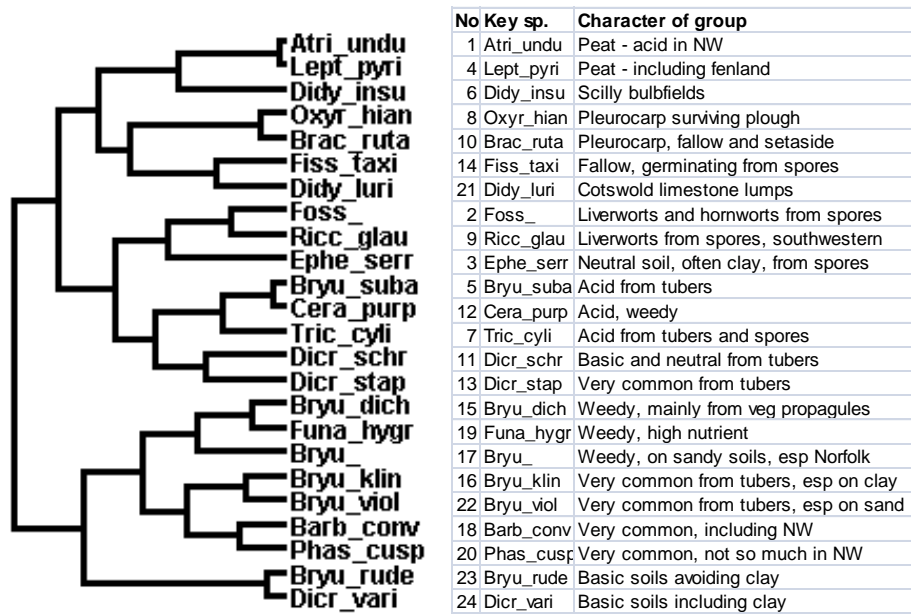 Atri_undu
Lept_pyri
Didy_insu
Oxyr_hian
Brac_ruta
Fiss_taxi
Didy_luri
Foss_
Ricc_glau
Ephe_serr
Bryu_suba
Cera_purp
Tric_cyli
Dicr_schr
Dicr_stap
Bryu_dich
Funa_hygr
Bryu_
Bryu_klin
Bryu_viol
Barb_conv
Phas_cusp
Bryu_rude
Dicr_vari
No Key sp. Character of group
1 Atri_undu Peat - acid in NW
4 Lept_pyri Peat - including fenland
6 Didy_insu Scilly bulbfields
8 Oxyr_hian Pleurocarp surviving plough
10 Brac_ruta Pleurocarp, fallow and setaside
14 Fiss_taxi Fallow, germinating from spores
21 Didy_luri Cotswold limestone lumps
2 Foss_ Liverworts and hornworts from spores
9 Ricc_glau Liverworts from spores, southwestern
3 Ephe_serr Neutral soil, often clay, from spores
5 Bryu_suba Acid from tubers
12 Cera_purp Acid, weedy
7 Tric_cyli Acid from tubers and spores
11 Dicr_schr Basic and neutral from tubers
13 Dicr_stap Very common from tubers
15 Bryu_dich Weedy, mainly from veg propagules
19 Funa_hygr Weedy, high nutrient
17 Bryu_ Weedy, on sandy soils, esp Norfolk
16 Bryu_klin Very common from tubers, esp on clay
22 Bryu_viol Very common from tubers, esp on sand
18 Barb_conv Very common, including NW
20 Phas_cusp Very common, not so much in NW
23 Bryu_rude Basic soils avoiding clay
24 Dicr_vari Basic soils including clay